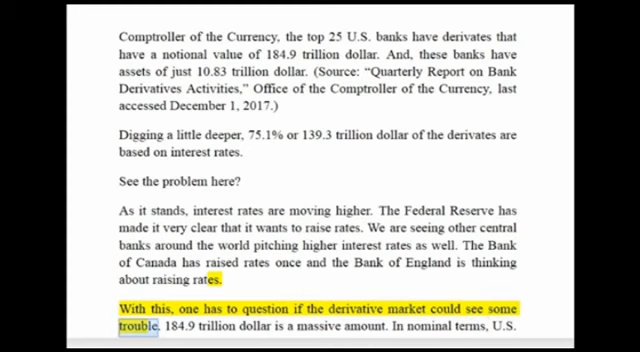 Comptroller of the Currency, the top 25 U.S. banks have derivates that
have a notional value of 184.9 trillion dollar. And, these banks have
assets of just 10.83 trillion dollar. (Source: “Quarterly Report on Bank
Derivatives Activities,” Office of the Comptroller of the Currency, last
accessed December 1, 2017.)
Digging a little deeper, 75.1% or 139.3 trillion dollar of the derivates are
based on interest rates.
See the problem here?
As it stands, interest rates are moving higher. The Federal Reserve has
made it very clear that it wants to raise rates. We are seeing other central
banks around the world pitching higher interest rates as well. The Bank
of Canada has raised rates once and the Bank of England is thinking
about raising rates.
With this, one has to question if the derivative market could see some
trouble. 184.9 trillion dollar is a massive amount. In nominal terms, U.S.